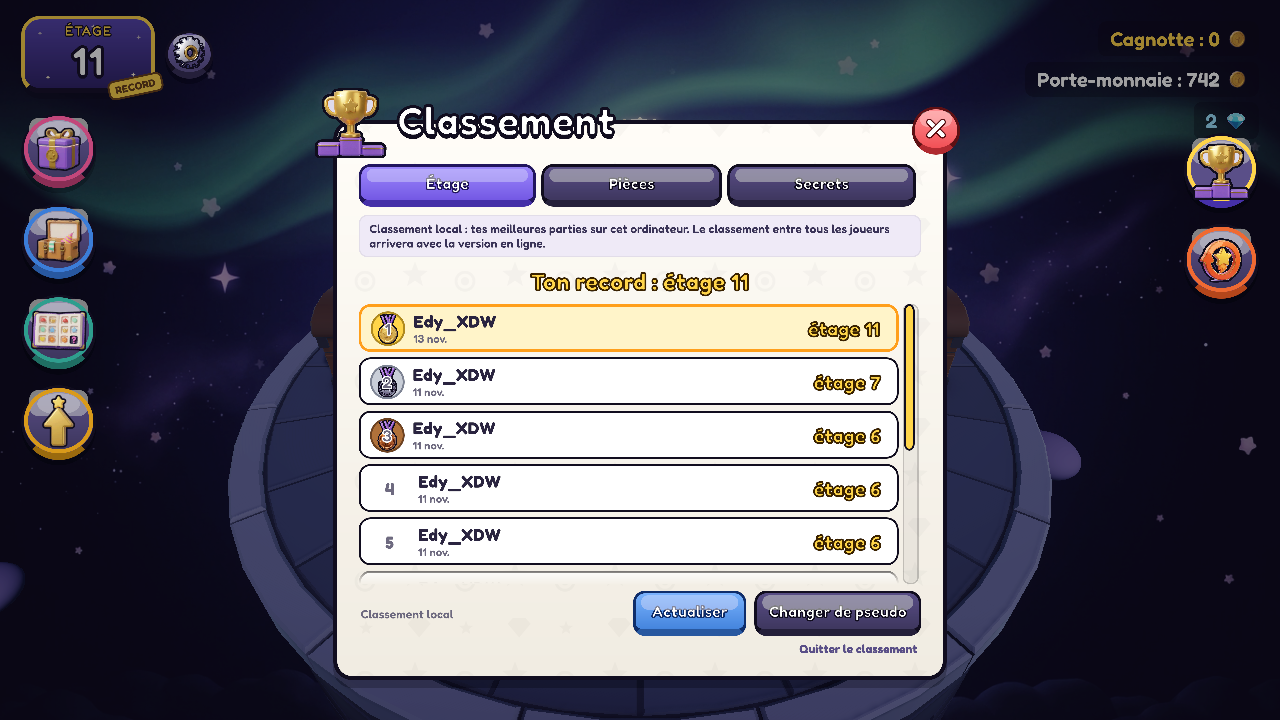 ÉTAGE
11
RECORD
Cagnotte : 0
Porte-monnaie : 742
2
Classement
Étage
Pièces
Secrets
Classement local : tes meilleures parties sur cet ordinateur. Le classement entre tous les joueurs
arrivera avec la version en ligne.
Ton record : étage 11
1
Edy_XDW
13 nov.
étage 11
2
Edy_XDW
11 nov.
étage 7
3
Edy_XDW
11 nov.
étage 6
4
Edy_XDW
11 nov.
étage 6
5
Edy_XDW
11 nov.
étage 6
Classement local
Actualiser
Changer de pseudo
Quitter le classement